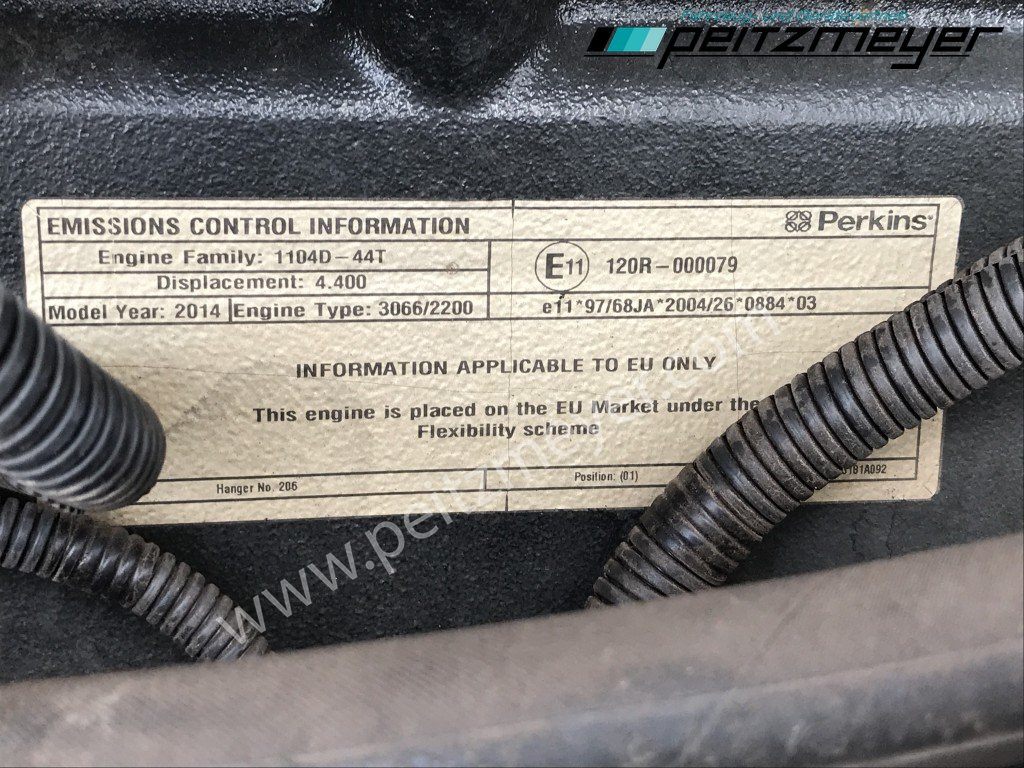 peitzmeyer
EMISSIONS CONTROL INFORMATION
Perkins
Engine Family: 1104D-44T
E11 120R-000079
Displacement: 4.400
Model Year: 2014 Engine Type: 3066/2200
e11*97/68JA*2004/26*0884*03
INFORMATION APPLICABLE TO EU ONLY
This engine is placed on the EU Market under the
Flexibility scheme
Hanger No. 206
Position: (01)
www.peitzmeyer.com